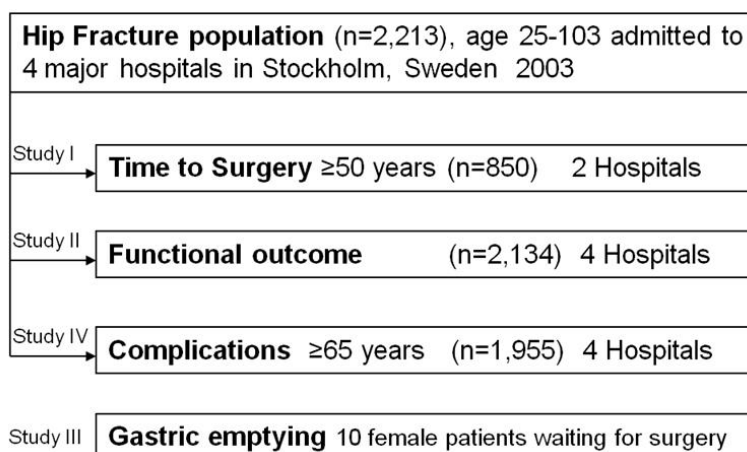 Hip Fracture population (n=2,213), age 25-103 admitted to
4 major hospitals in Stockholm, Sweden 2003
Study I
Time to Surgery ≥50 years (n=850) 2 Hospitals
Study II
Functional outcome (n=2,134) 4 Hospitals
Study IV
Complications ≥65 years (n=1,955) 4 Hospitals
Study III
Gastric emptying 10 female patients waiting for surgery